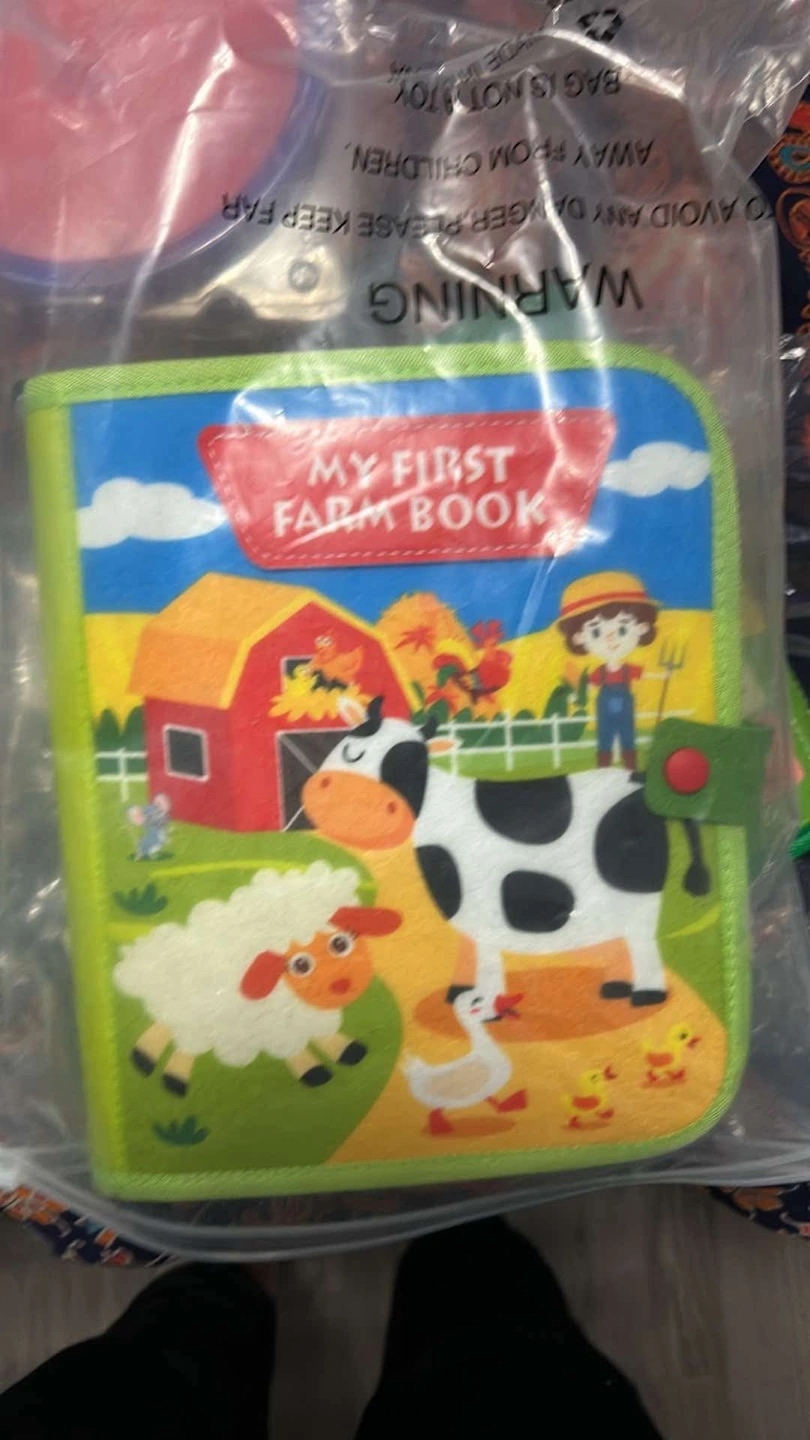 WARNING
TO AVOID ANY DANGER, PLEASE KEEP FAR
AWAY FROM CHILDREN.
BAG IS NOT A TOY
MY FIRST
FARM BOOK